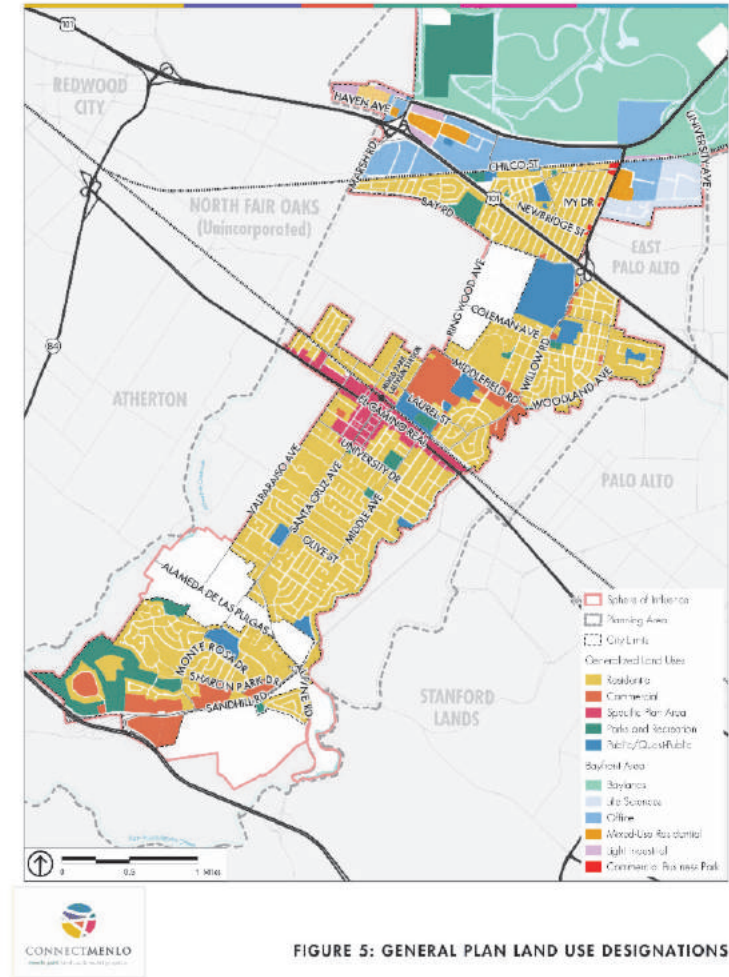 101
REDWOOD
CITY
HAVEN AVE
MARSH RD
CHILCO ST
UNIVERSITY AVE
NORTH FAIR OAKS
(Unincorporated)
BAY RD
101
IVY DR
NEWBRIDGE ST
EAST
PALO ALTO
RINGWOOD AVE
COLEMAN AVE
84
MIDDLEFIELD RD
WILLOW RD
WOODLAND AVE
ATHERTON
LAUREL ST
EL CAMINO REAL
UNIVERSITY DR
PALO ALTO
VALPARAISO AVE
SANTA CRUZ AVE
MIDDLE AVE
OLIVE ST
ALAMEDA DE LAS PULGAS
MONTE ROSA DR
SHARON PARK DR
SANDHILL RD
STANFORD
LANDS
Sphere of Influence
Planning Area
City Limits
Generalized Land Uses
Residential
Commercial
Specific Plan Area
Parks and Recreation
Public/Quasi-Public
Bayfront Area
Baylands
Life Sciences
Office
Mixed-Use Residential
Light Industrial
Commercial Business Park
0 0.5 1 Miles
CONNECTMENLO
FIGURE 5: GENERAL PLAN LAND USE DESIGNATIONS